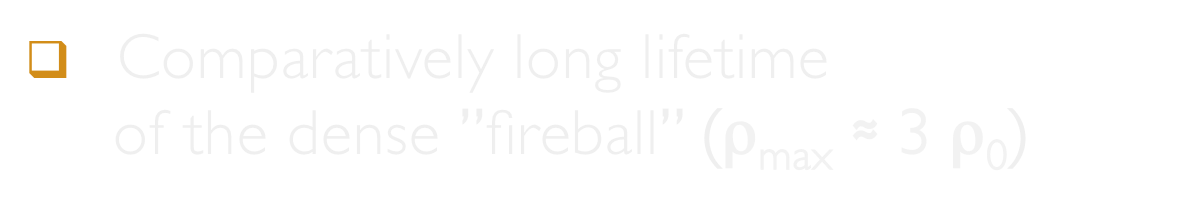 ❑ Comparatively long lifetime
of the dense ”fireball” (ρmax ≈ 3 ρ0)